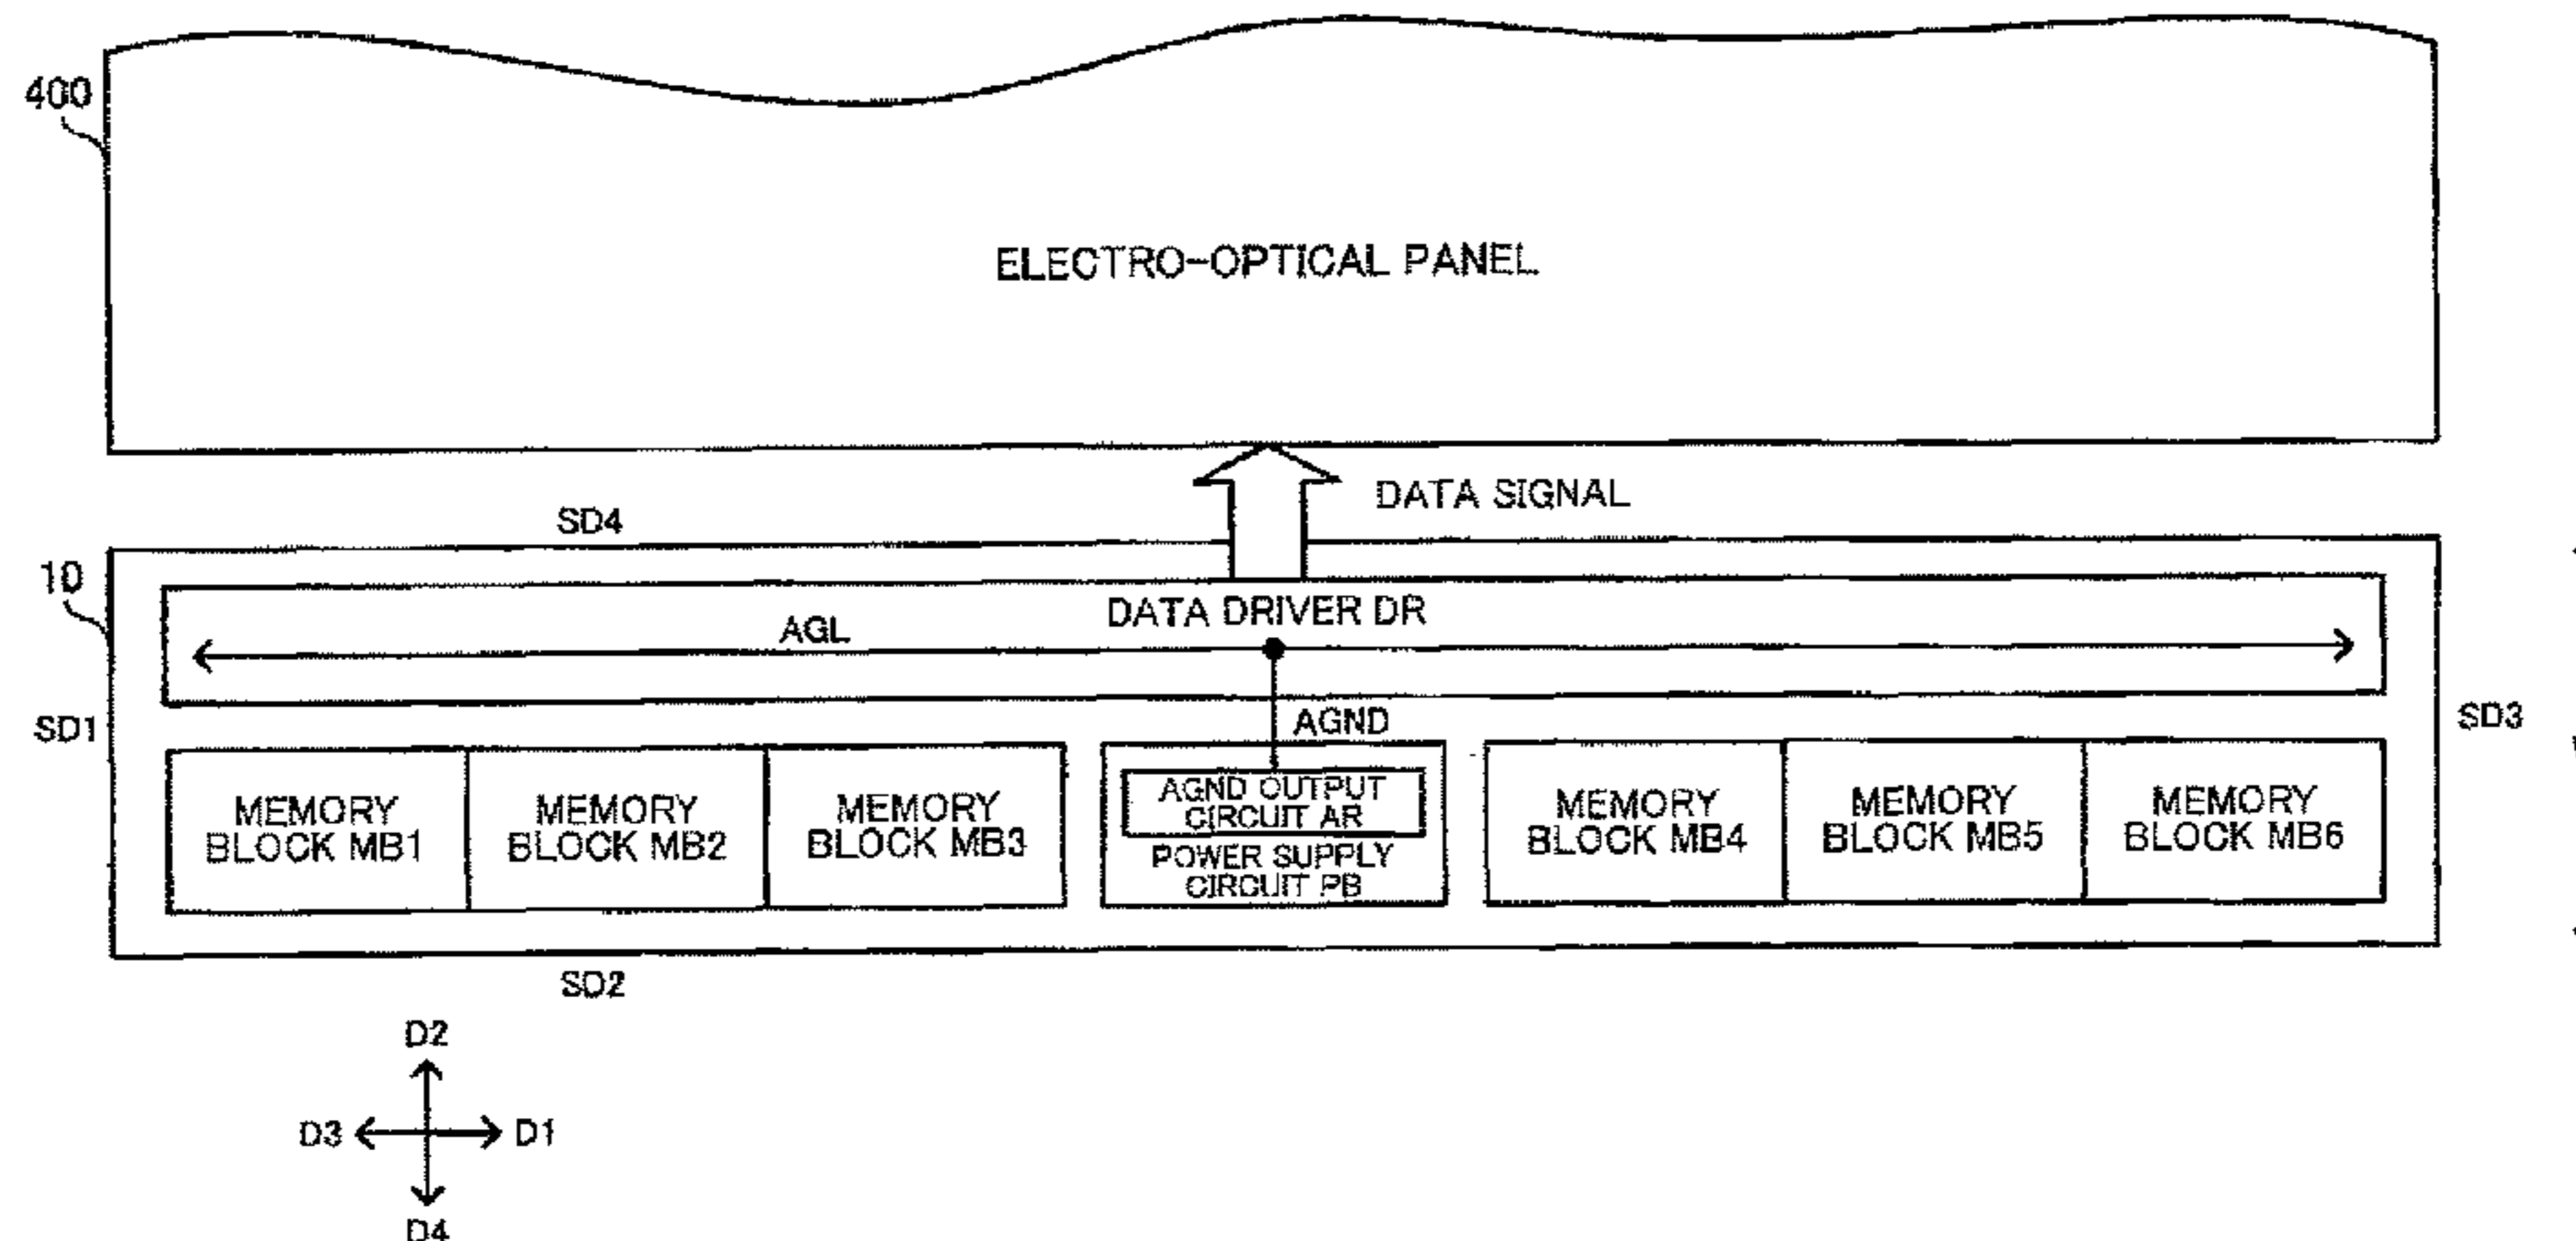 400
ELECTRO-OPTICAL PANEL
DATA SIGNAL
SD4
10
DATA DRIVER DR
AGL
SD1
AGND
SD3
MEMORY
BLOCK MB1
MEMORY
BLOCK MB2
MEMORY
BLOCK MB3
AGND OUTPUT
CIRCUIT AR
POWER SUPPLY
CIRCUIT PB
MEMORY
BLOCK MB4
MEMORY
BLOCK MB5
MEMORY
BLOCK MB6
SD2
D2
D3
D1
D4